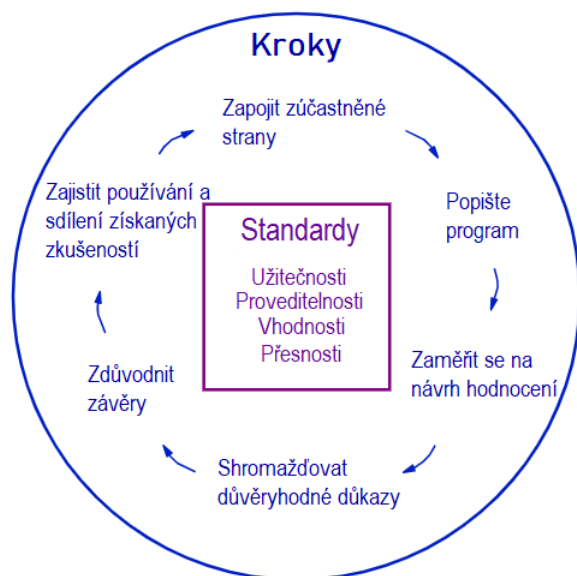 Kroky
Zapojit zúčastněné
strany
Popište
program
Zaměřit se na
návrh hodnocení
Shromažďovat
důvěryhodné důkazy
Zdůvodnit
závěry
Zajistit používání a
sdílení získaných
zkušeností
Standardy
Užitečnosti
Proveditelnosti
Vhodnosti
Přesnosti